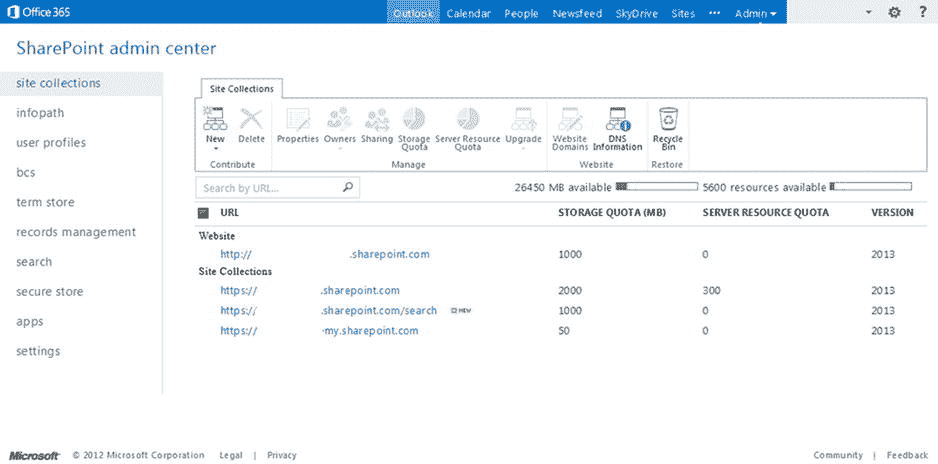 Office 365 Outlook Calendar People Newsfeed SkyDrive Sites ••• Admin ?
SharePoint admin center
site collections
infopath
user profiles
bcs
term store
records management
search
secure store
apps
settings
Site Collections
New Delete Properties Owners Sharing Storage Quota Server Resource Quota Upgrade Website Domains DNS Information Recycle Bin
Contribute Manage Website Restore
Search by URL... 26450 MB available 5600 resources available
URL STORAGE QUOTA (MB) SERVER RESOURCE QUOTA VERSION
Website
http:// .sharepoint.com 1000 0 2013
Site Collections
https:// .sharepoint.com 2000 300 2013
https:// .sharepoint.com/search NEW 1000 0 2013
https:// -my.sharepoint.com 50 0 2013
Microsoft © 2012 Microsoft Corporation Legal | Privacy Community | Feedback